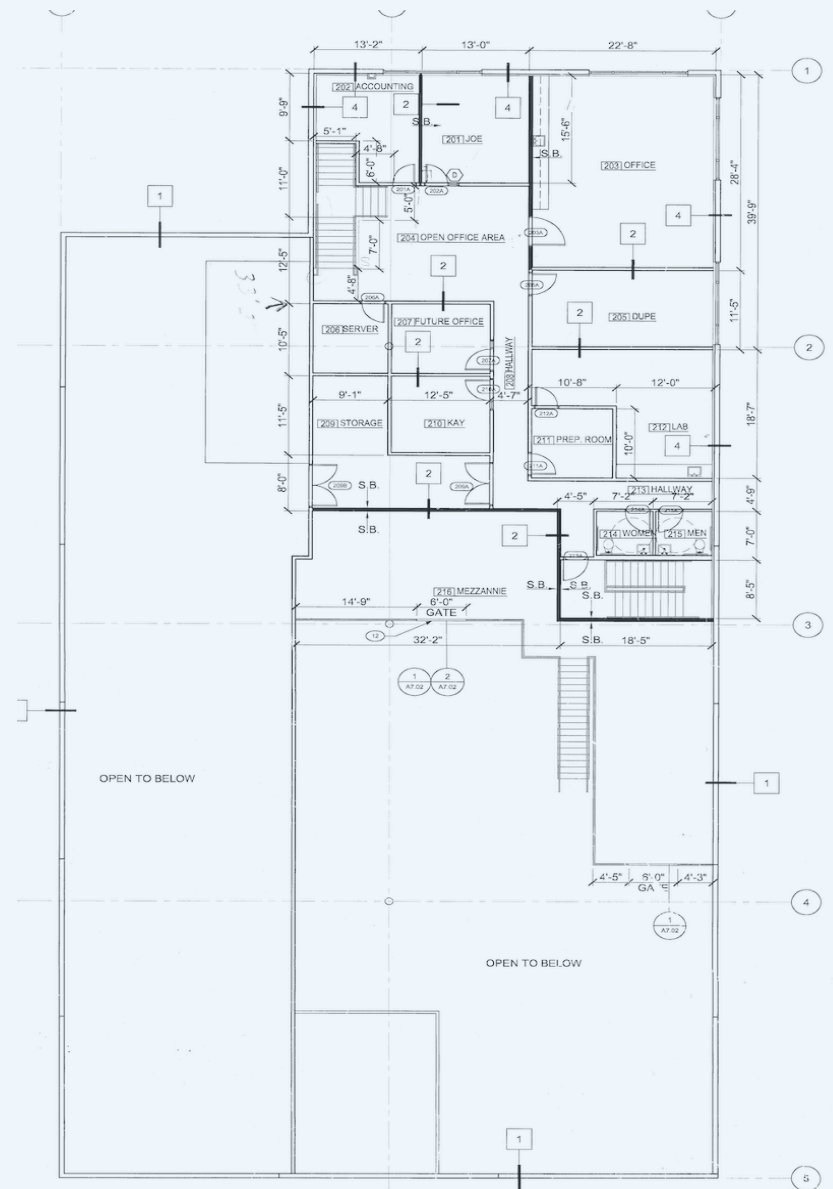 13'-2"
13'-0"
22'-8"
1
202 ACCOUNTING
9'-9"
4
2
4
S.B.
5'-1"
4'-8"
6'-0"
201 JOE
D
201A
202A
15'-6"
S.B.
203 OFFICE
28'-4"
39'-9"
11'-0"
1
5'-0"
4
204 OPEN OFFICE AREA
7'-0"
2
203A
12'-5"
4'-8"
2
33'2
206A
205A
2
205 DUPE
11'-5"
206 SERVER
207 FUTURE OFFICE
10'-5"
2
207A
208 HALLWAY
2
9'-1"
12'-5"
4'-7"
10'-8"
12'-0"
18'-7"
11'-5"
209 STORAGE
210 KAY
212A
211 PREP. ROOM
10'-0"
212 LAB
4
211A
8'-0"
209B
S.B.
2
209A
213 HALLWAY
4'-5"
7'-2"
7'-2"
4'-9"
S.B.
2
214 WOMEN
215 MEN
7'-0"
216 MEZZANNIE
S.B.
S.B.
8'-5"
14'-9"
6'-0"
GATE
S.B.
12
3
32'-2"
S.B.
18'-5"
1
A7.02
2
A7.02
OPEN TO BELOW
1
4'-5"
6'-0"
4'-3"
GA E
4
1
A7.02
OPEN TO BELOW
1
5